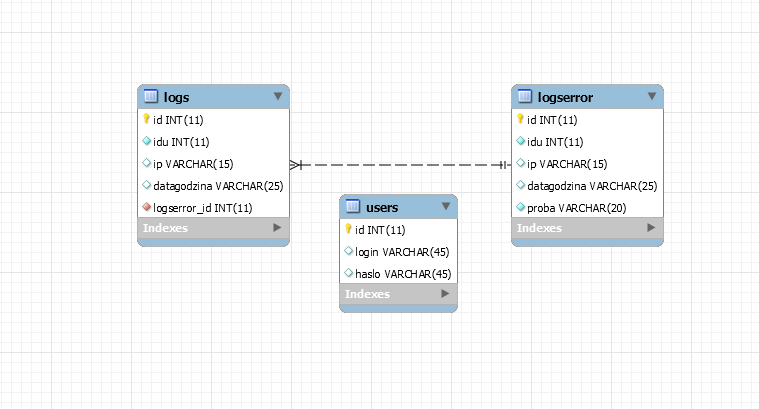 logs
id INT(11)
idu INT(11)
ip VARCHAR(15)
datagodzina VARCHAR(25)
logserror_id INT(11)
Indexes
users
id INT(11)
login VARCHAR(45)
haslo VARCHAR(45)
Indexes
logserror
id INT(11)
idu INT(11)
ip VARCHAR(15)
datagodzina VARCHAR(25)
proba VARCHAR(20)
Indexes